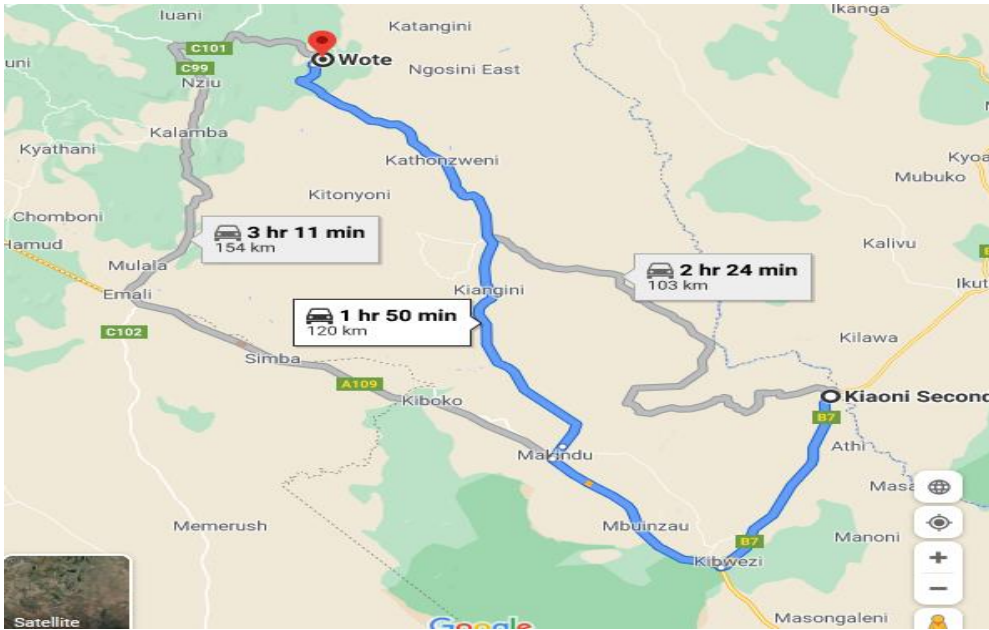 Iuani
Katangini
Ikanga
C101
Wote
uni
C99
Nziu
Ngosini East
Kalamba
Kyathani
Kathonzweni
Kyoa
Mubuko
Kitonyoni
Chomboni
3 hr 11 min
154 km
Hamud
Kalivu
Mulala
2 hr 24 min
103 km
Emali
Kiangini
Ikut
1 hr 50 min
120 km
C102
Kilawa
Simba
A109
Kiboko
Kiaoni Second
B7
Athi
Makindu
Masa
Memerush
Mbuinzau
Manoni
B7
Kibwezi
Satellite
Google
Masongaleni